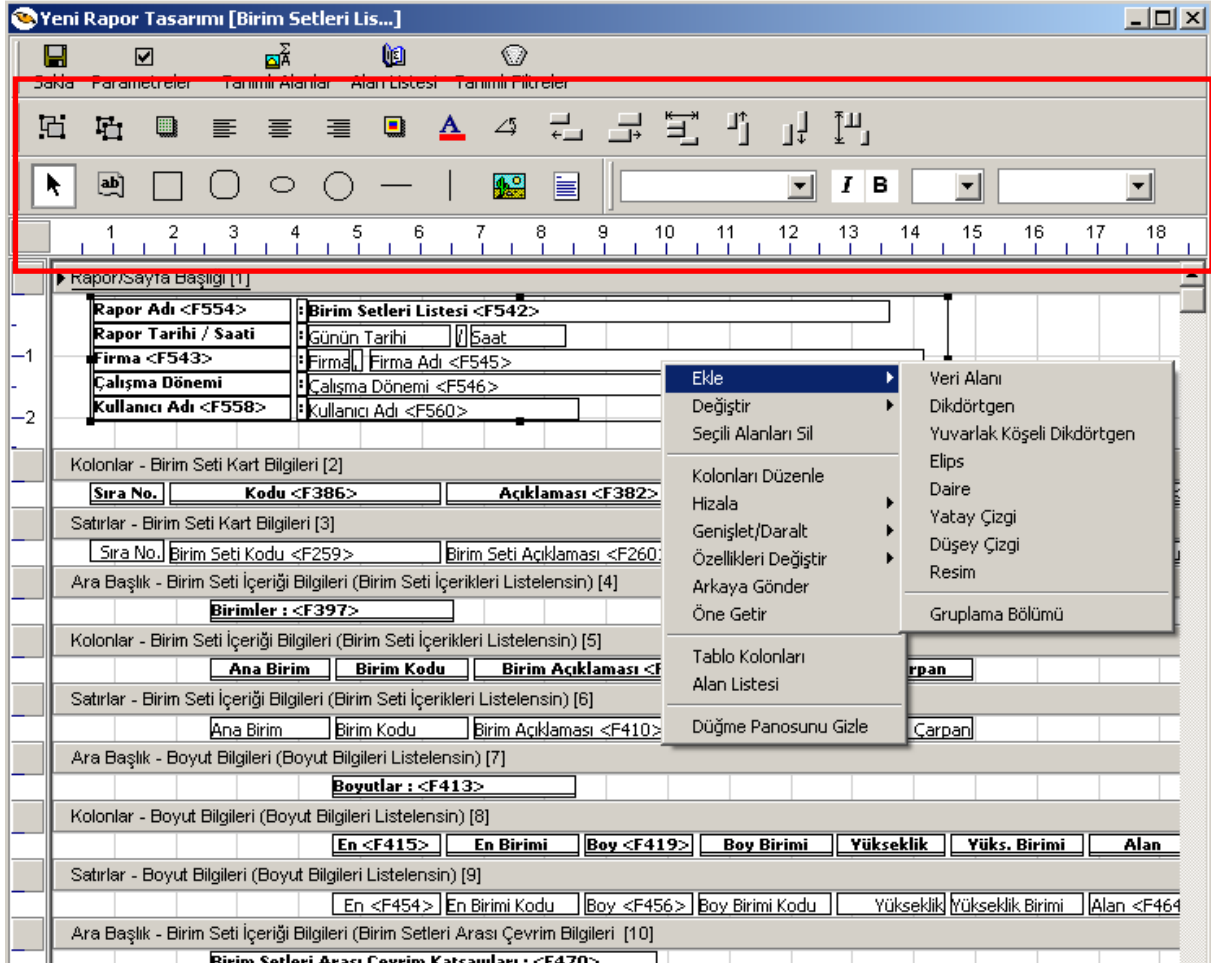 Yeni Rapor Tasarımı [Birim Setleri Lis...]
Sakla Parametreler Tanımlı Alanlar Alan Listesi Tanımlı Filtreler
ab A I B
1 2 3 4 5 6 7 8 9 10 11 12 13 14 15 16 17 18
Rapor/Sayfa Başlığı [1]
Rapor Adı <F554> : Birim Setleri Listesi <F542>
Rapor Tarihi / Saati : Günün Tarihi / Saat
1
Firma <F543> : Firma , Firma Adı <F545>
Çalışma Dönemi : Çalışma Dönemi <F546>
Kullanıcı Adı <F558> : Kullanıcı Adı <F560>
2
Kolonlar - Birim Seti Kart Bilgileri [2]
Sıra No. Kodu <F386> Açıklaması <F382>
Satırlar - Birim Seti Kart Bilgileri [3]
Sıra No. Birim Seti Kodu <F259> Birim Seti Açıklaması <F260>
Ara Başlık - Birim Seti İçeriği Bilgileri (Birim Seti İçerikleri Listelensin) [4]
Birimler : <F397>
Kolonlar - Birim Seti İçeriği Bilgileri (Birim Seti İçerikleri Listelensin) [5]
Ana Birim Birim Kodu Birim Açıklaması <F rpan
Satırlar - Birim Seti İçeriği Bilgileri (Birim Seti İçerikleri Listelensin) [6]
Ana Birim Birim Kodu Birim Açıklaması <F410> Çarpan
Ara Başlık - Boyut Bilgileri (Boyut Bilgileri Listelensin) [7]
Boyutlar : <F413>
Kolonlar - Boyut Bilgileri (Boyut Bilgileri Listelensin) [8]
En <F415> En Birimi Boy <F419> Boy Birimi Yükseklik Yüks. Birimi Alan
Satırlar - Boyut Bilgileri (Boyut Bilgileri Listelensin) [9]
En <F454> En Birimi Kodu Boy <F456> Boy Birimi Kodu Yükseklik Yükseklik Birimi Alan <F464
Ara Başlık - Birim Seti İçeriği Bilgileri (Birim Setleri Arası Çevrim Bilgileri [10]
Birim Setleri Arası Çevrim Katsayıları : <F470>
Ekle
Değiştir
Seçili Alanları Sil
Kolonları Düzenle
Hizala
Genişlet/Daralt
Özellikleri Değiştir
Arkaya Gönder
Öne Getir
Tablo Kolonları
Alan Listesi
Düğme Panosunu Gizle
Veri Alanı
Dikdörtgen
Yuvarlak Köşeli Dikdörtgen
Elips
Daire
Yatay Çizgi
Düşey Çizgi
Resim
Gruplama Bölümü